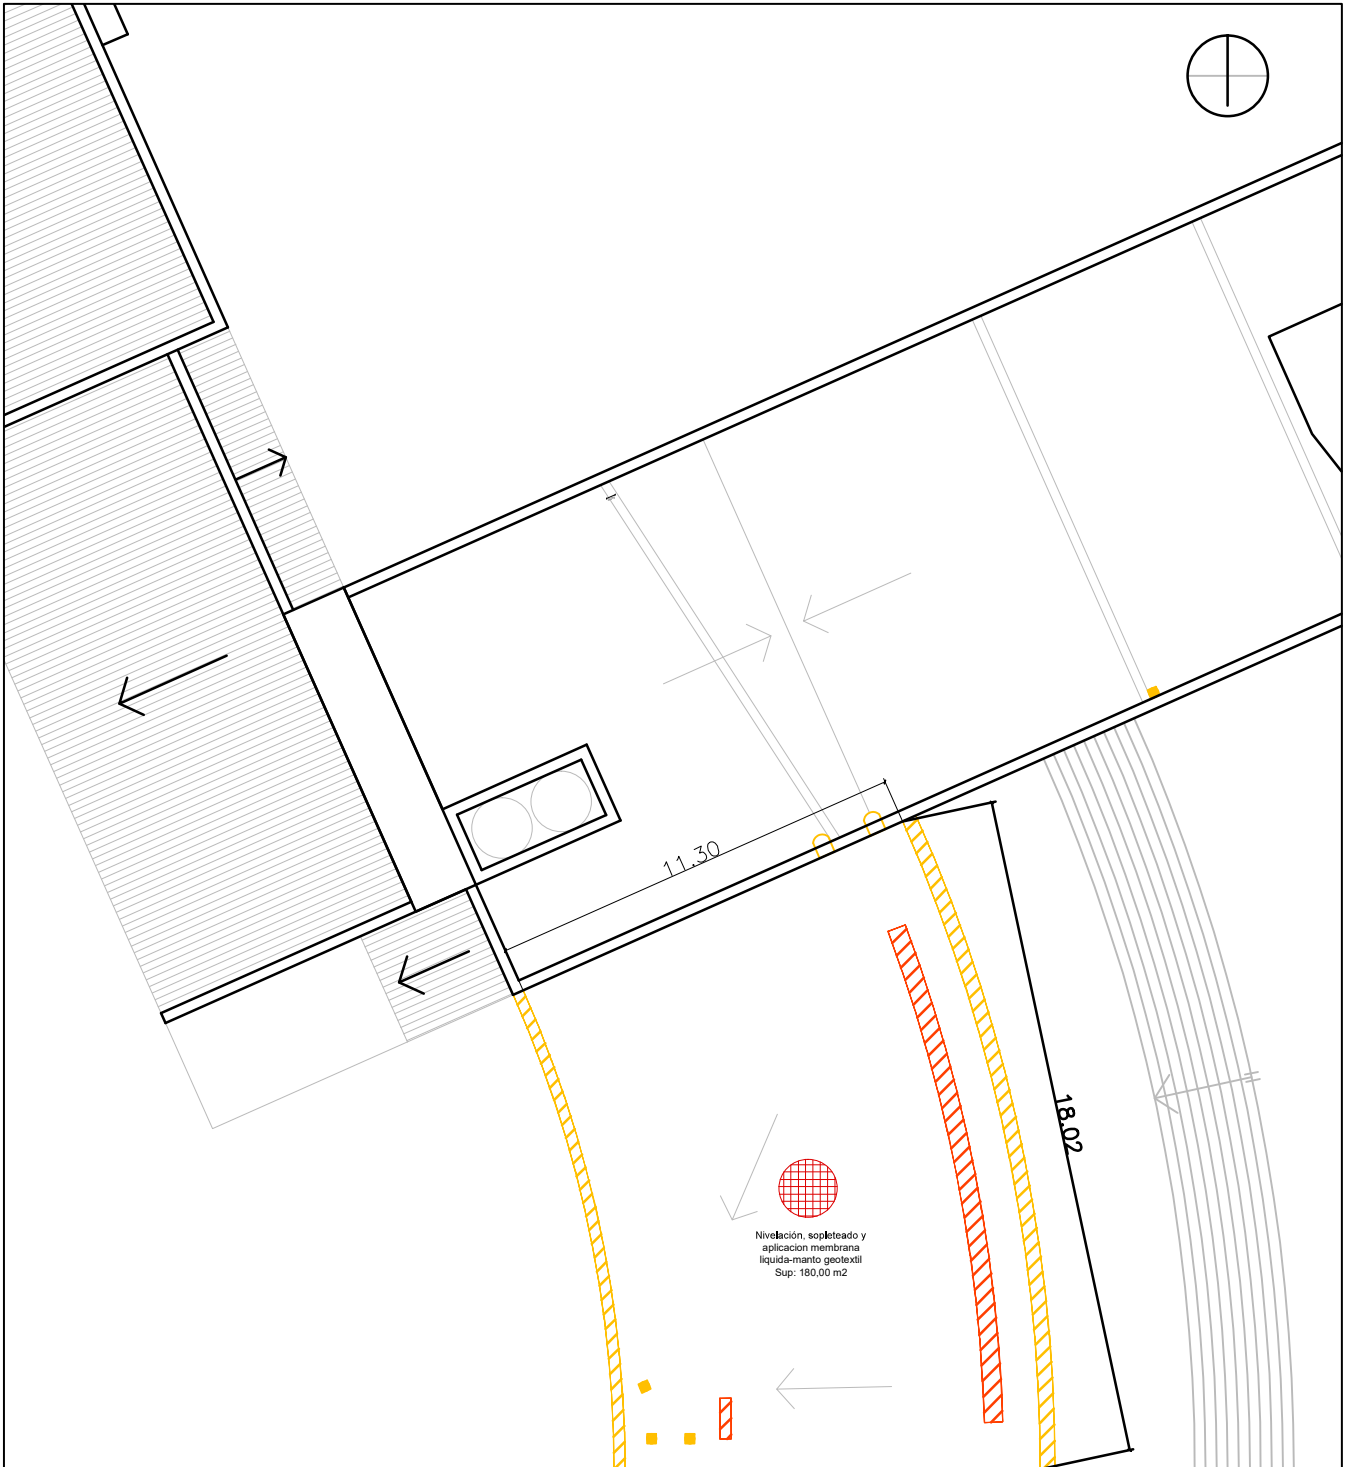 11.30
18.02
Nivelación, sopleteado y
aplicacion membrana
liquida-manto geotextil
Sup: 180,00 m2